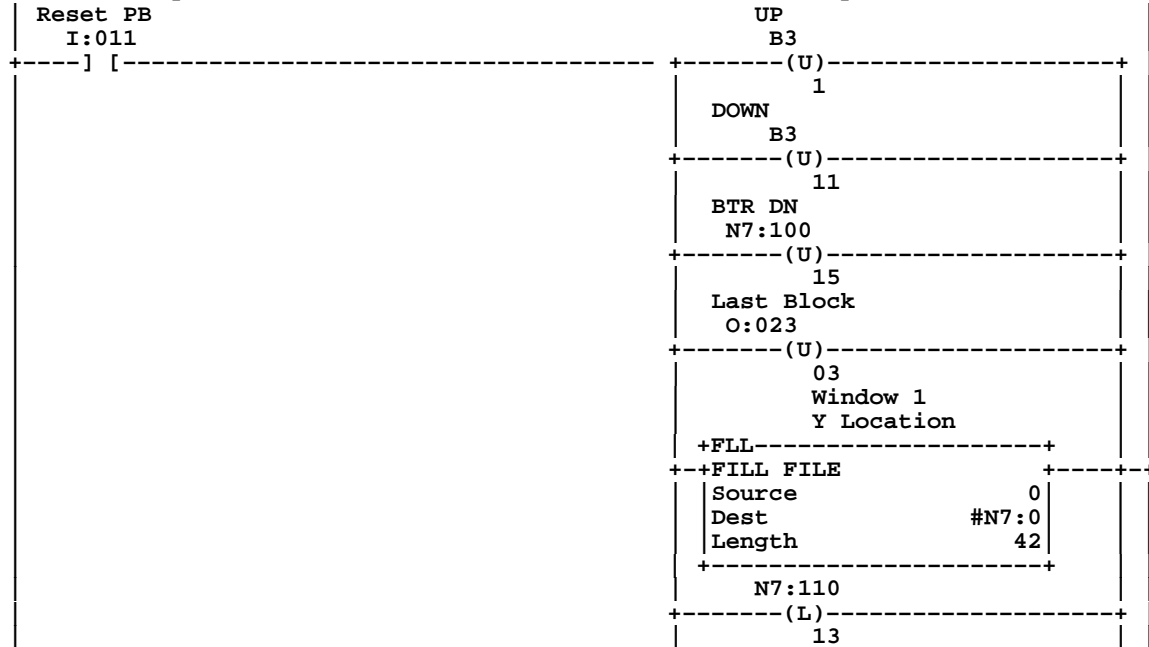 Reset PB UP
I:011 B3
+----] [------------------------------------- +-------(U)--------------------+
1
DOWN
B3
+-------(U)--------------------+
11
BTR DN
N7:100
+-------(U)--------------------+
15
Last Block
O:023
+-------(U)--------------------+
03
Window 1
Y Location
+FLL--------------------+
+-+FILL FILE +----+-+
|Source 0|
|Dest #N7:0|
|Length 42|
+-----------------------+
N7:110
+-------(L)--------------------+
13